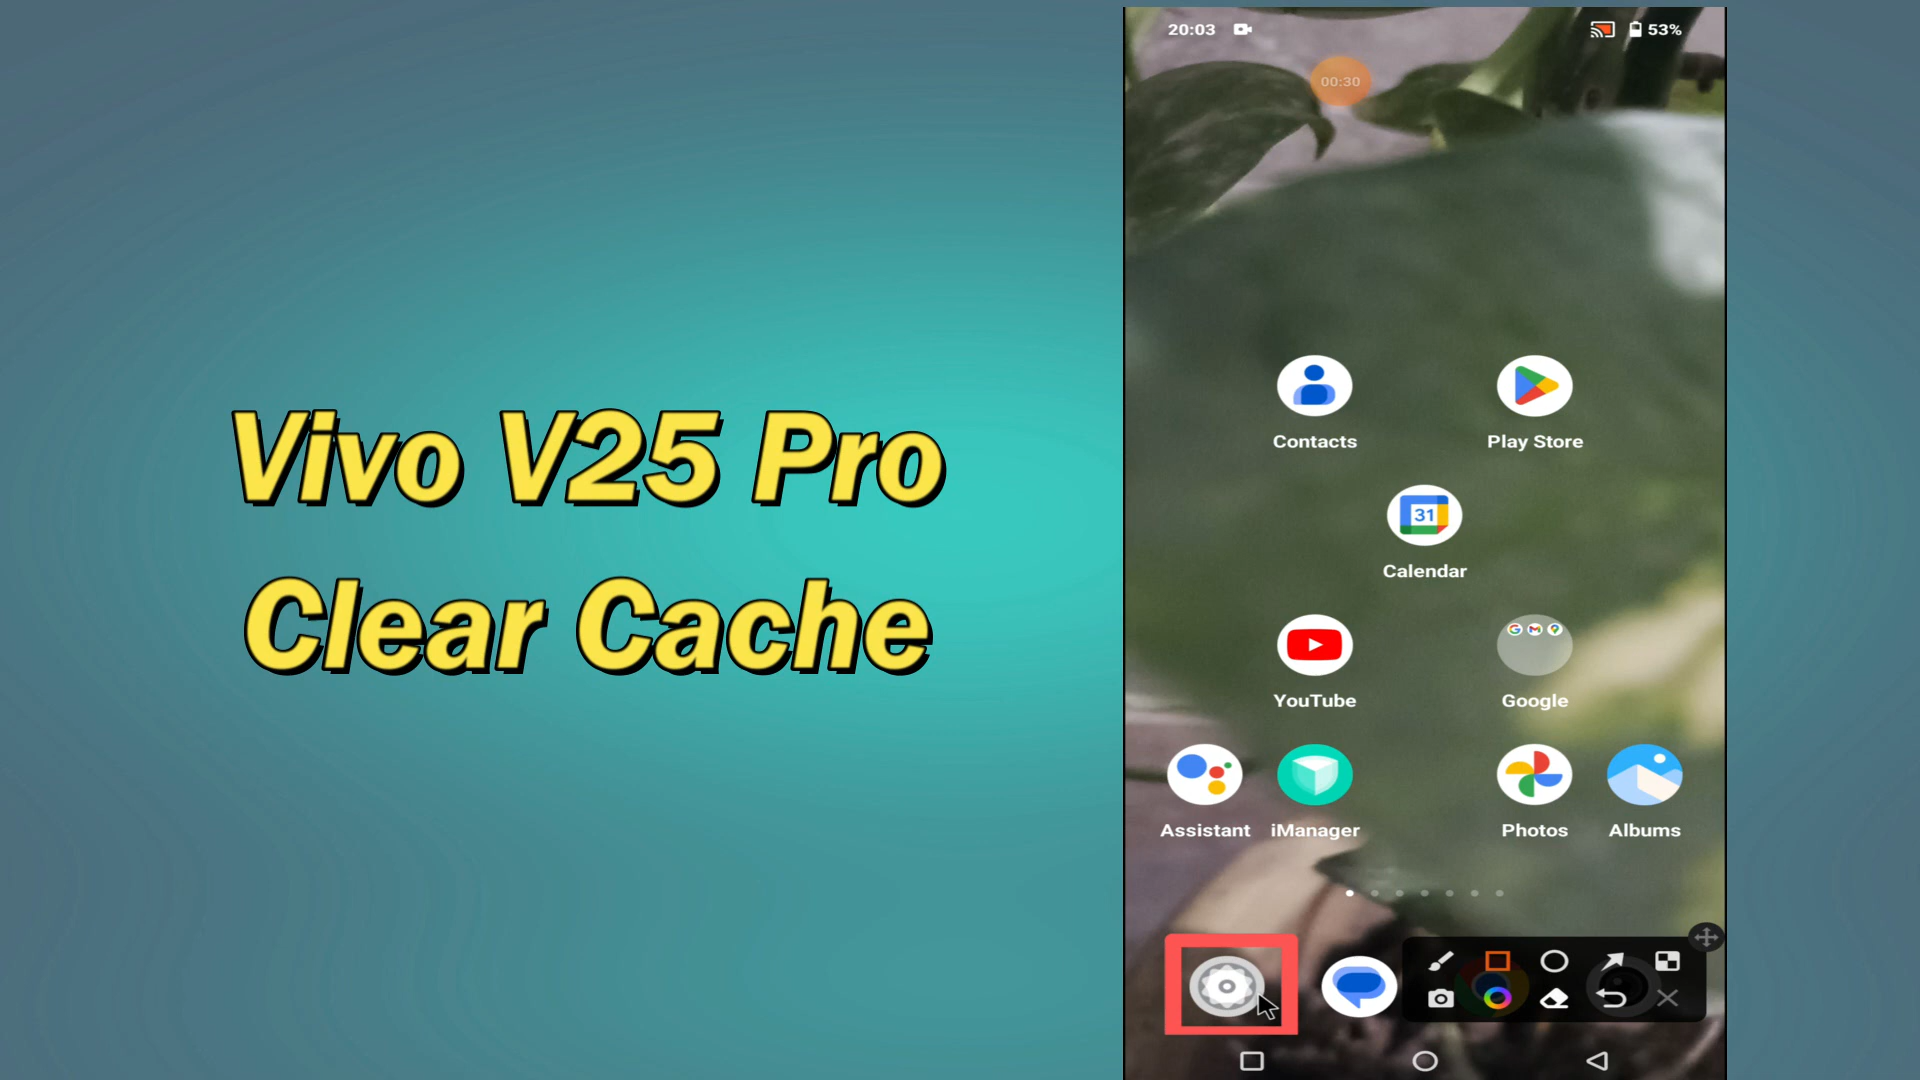 Vivo V25 Pro
Clear Cache
20:03
53%
00:30
Contacts
Play Store
31
Calendar
YouTube
Google
Assistant
iManager
Photos
Albums